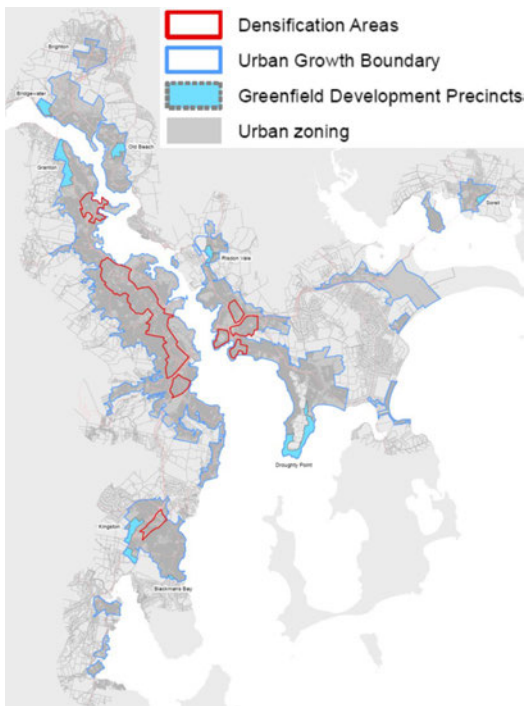 Densification Areas
Urban Growth Boundary
Greenfield Development Precincts
Urban zoning
Brighton
Bridgewater
Old Beach
Granton
Sorell
Risdon Vale
Droughty Point
Kingston
Blackmans Bay